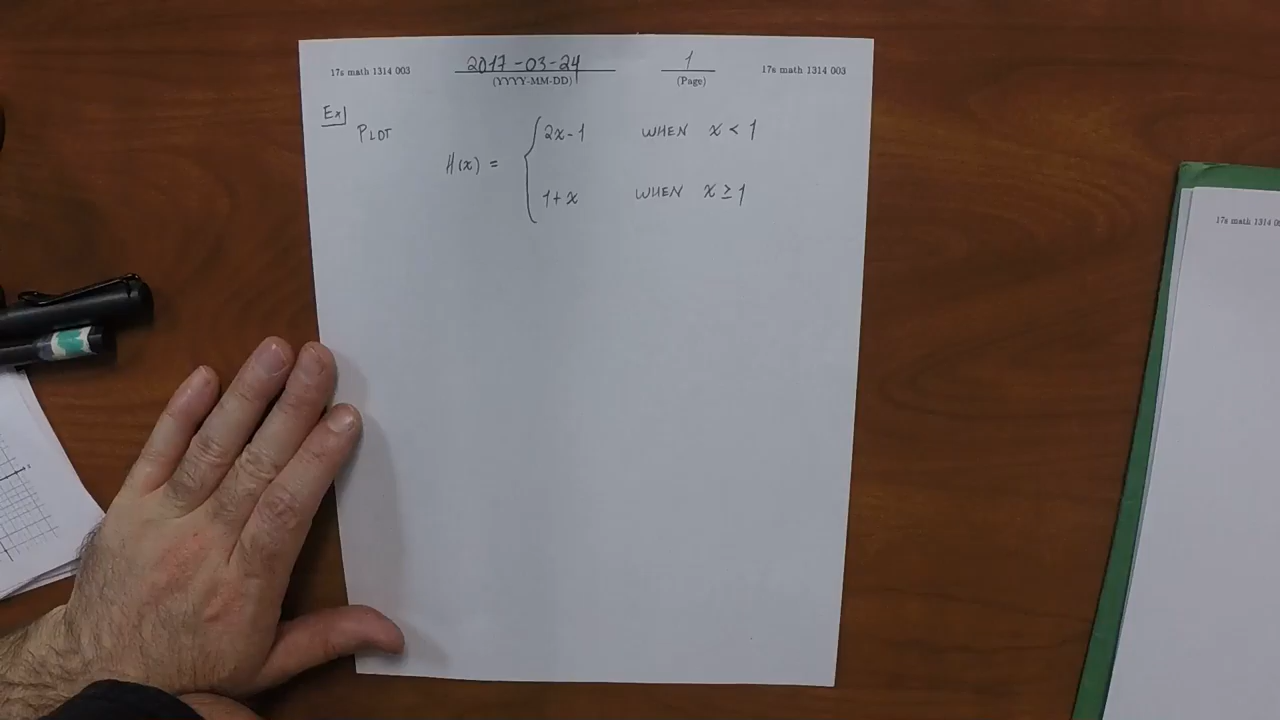 17s math 1314 003 2017-03-24 1 17s math 1314 003
(YYYY-MM-DD) (Page)
Ex]
PLOT
2x-1 WHEN x < 1
H(x) =
1+x WHEN x ≥ 1
17s math 1314